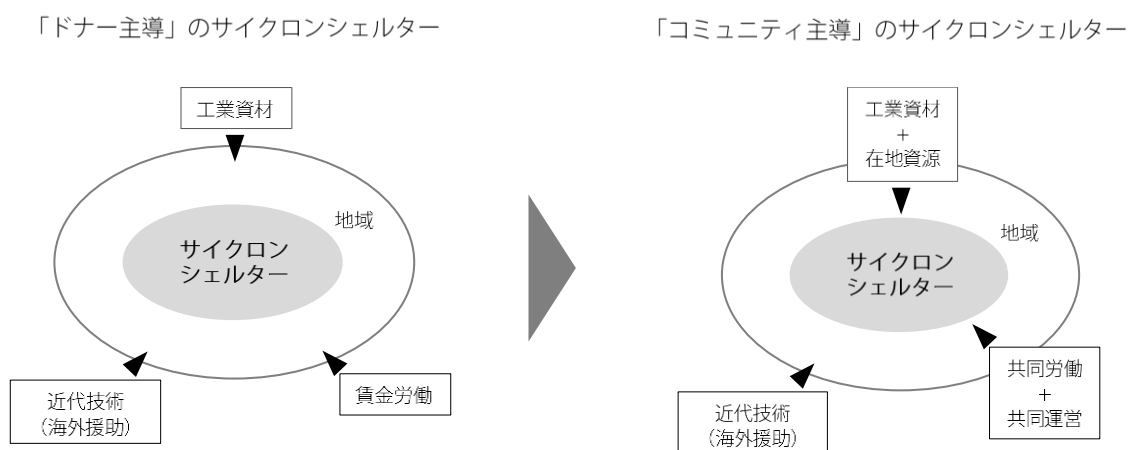 「ドナー主導」のサイクロンシェルター
工業資材
地域
サイクロン
シェルター
近代技術
（海外援助）
賃金労働
「コミュニティ主導」のサイクロンシェルター
工業資材
+
在地資源
地域
サイクロン
シェルター
近代技術
（海外援助）
共同労働
+
共同運営